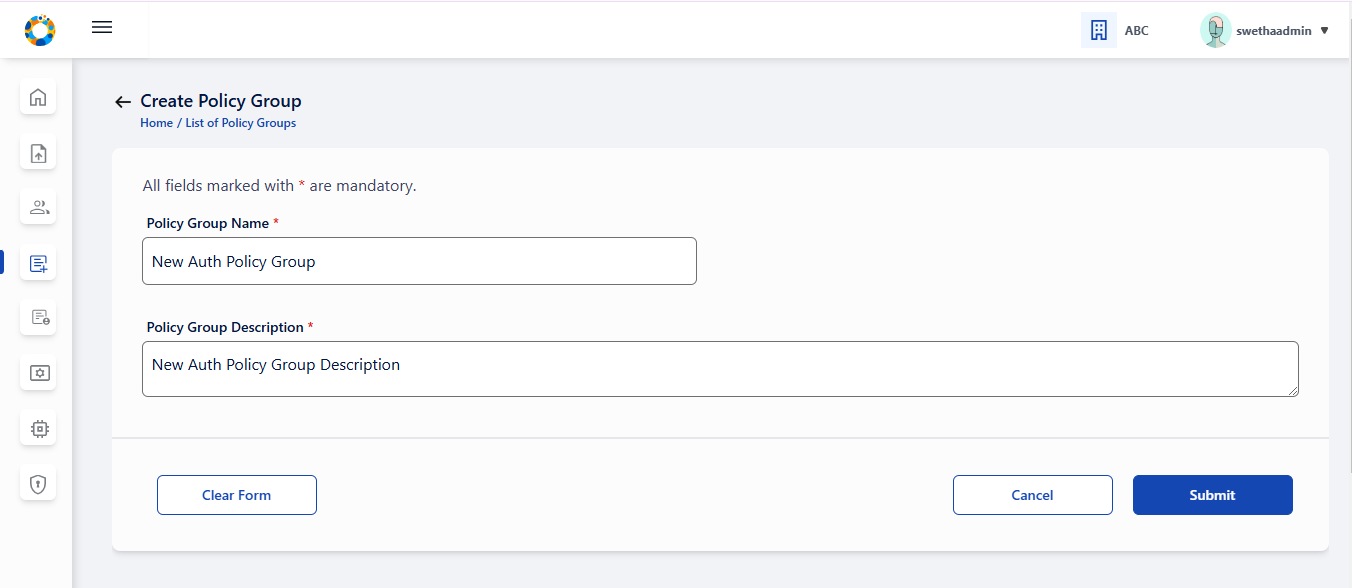 ABC
swethaadmin ▼
Create Policy Group
Home / List of Policy Groups
All fields marked with * are mandatory.
Policy Group Name *
New Auth Policy Group
Policy Group Description *
New Auth Policy Group Description
Clear Form
Cancel
Submit